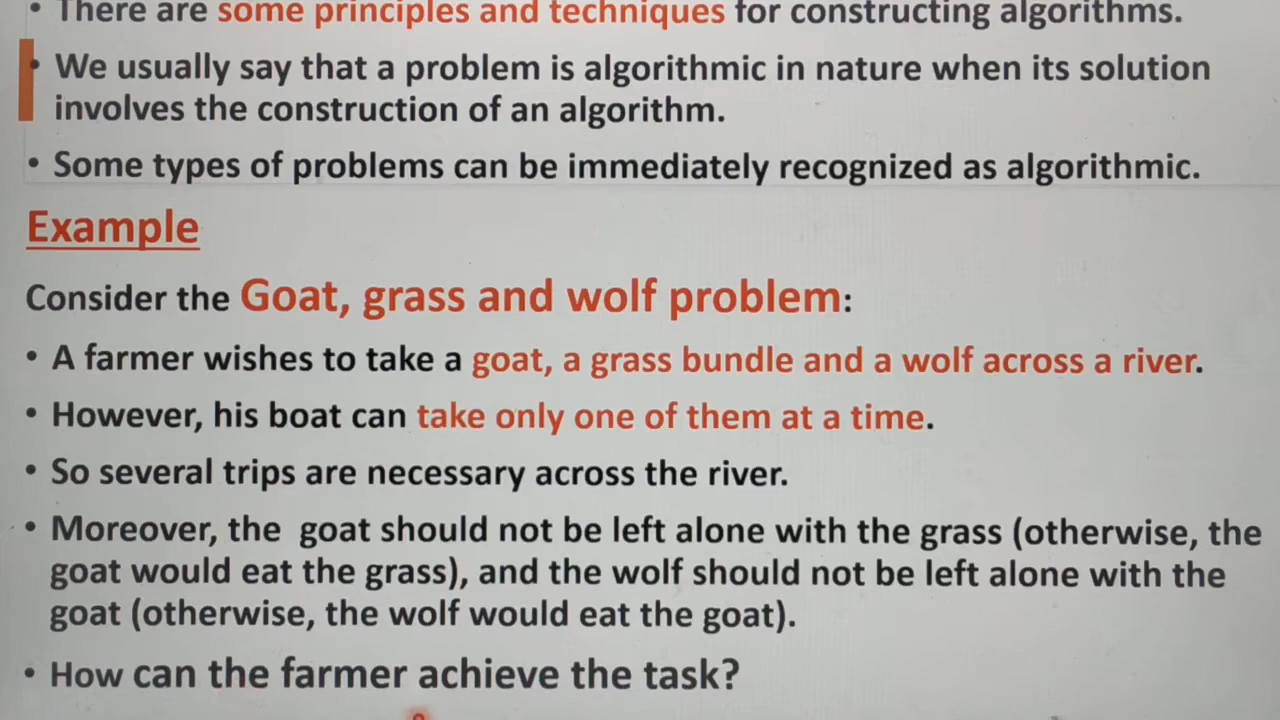 • There are some principles and techniques for constructing algorithms.
• We usually say that a problem is algorithmic in nature when its solution
involves the construction of an algorithm.
• Some types of problems can be immediately recognized as algorithmic.
Example
Consider the Goat, grass and wolf problem:
• A farmer wishes to take a goat, a grass bundle and a wolf across a river.
• However, his boat can take only one of them at a time.
• So several trips are necessary across the river.
• Moreover, the goat should not be left alone with the grass (otherwise, the
goat would eat the grass), and the wolf should not be left alone with the
goat (otherwise, the wolf would eat the goat).
• How can the farmer achieve the task?